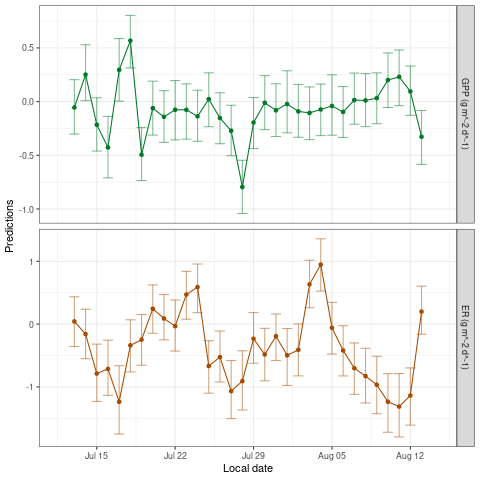 Predictions
0.5
0.0
-0.5
-1.0
GPP (g m^-2 d^-1)
1
0
-1
ER (g m^-2 d^-1)
Jul 15
Jul 22
Jul 29
Aug 05
Aug 12
Local date